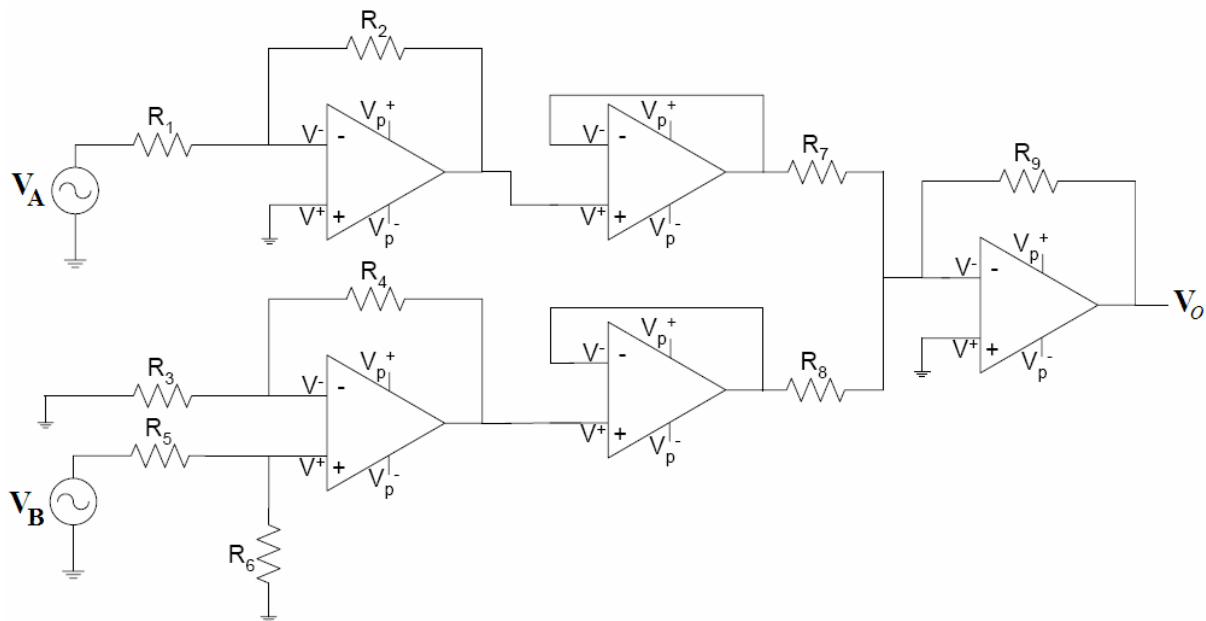 R2
Vp+
Vp+
R1
V-
-
V-
-
R7
R9
VA
V+
+
V+
+
Vp-
Vp-
Vp+
R4
V-
-
VO
Vp+
V+
+
Vp+
V-
-
Vp-
R3
V-
-
R8
R5
V+
+
V+
+
Vp-
Vp-
VB
R6